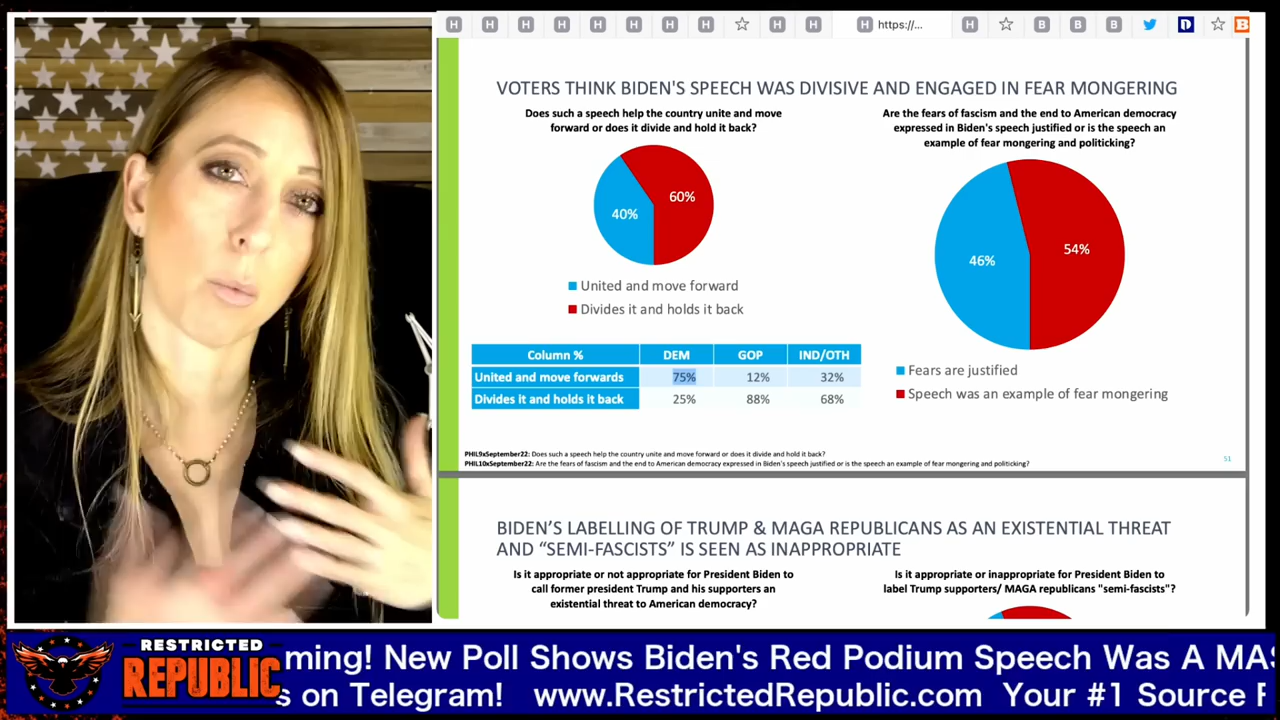 https://...
VOTERS THINK BIDEN'S SPEECH WAS DIVISIVE AND ENGAGED IN FEAR MONGERING
Does such a speech help the country unite and move
forward or does it divide and hold it back?
40%
60%
United and move forward
Divides it and holds it back
Column % DEM GOP IND/OTH
United and move forwards 75% 12% 32%
Divides it and holds it back 25% 88% 68%
Are the fears of fascism and the end to American democracy
expressed in Biden's speech justified or is the speech an
example of fear mongering and politicking?
46%
54%
Fears are justified
Speech was an example of fear mongering
PHIL9xSeptember22: Does such a speech help the country unite and move forward or does it divide and hold it back?
PHIL10xSeptember22: Are the fears of fascism and the end to American democracy expressed in Biden's speech justified or is the speech an example of fear mongering and politicking?
51
BIDEN'S LABELLING OF TRUMP & MAGA REPUBLICANS AS AN EXISTENTIAL THREAT
AND "SEMI-FASCISTS" IS SEEN AS INAPPROPRIATE
Is it appropriate or not appropriate for President Biden to
call former president Trump and his supporters an
existential threat to American democracy?
Is it appropriate or inappropriate for President Biden to
label Trump supporters/ MAGA republicans "semi-fascists"?
RESTRICTED
REPUBLIC
ming! New Poll Shows Biden's Red Podium Speech Was A MAS
s on Telegram! www.RestrictedRepublic.com Your #1 Source F